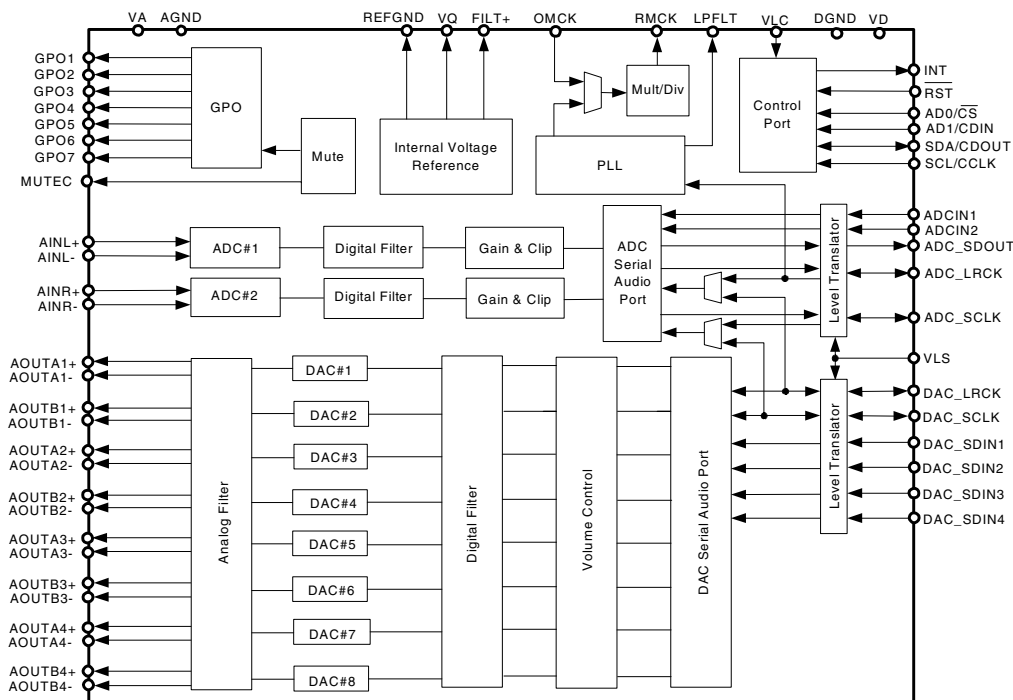 VA AGND REFGND VQ FILT+ OMCK RMCK LPFLT VLC DGND VD
GPO1
GPO2
GPO3
GPO4
GPO5
GPO6
GPO7
MUTEC
GPO
Mute
Internal Voltage
Reference
Mult/Div
PLL
Control
Port
INT
RST
AD0/CS
AD1/CDIN
SDA/CDOUT
SCL/CCLK
AINL+
AINL-
AINR+
AINR-
ADC#1
Digital Filter
Gain & Clip
ADC#2
Digital Filter
Gain & Clip
ADC
Serial
Audio
Port
Level Translator
ADCIN1
ADCIN2
ADC_SDOUT
ADC_LRCK
ADC_SCLK
VLS
AOUTA1+
AOUTA1-
AOUTB1+
AOUTB1-
AOUTA2+
AOUTA2-
AOUTB2+
AOUTB2-
AOUTA3+
AOUTA3-
AOUTB3+
AOUTB3-
AOUTA4+
AOUTA4-
AOUTB4+
AOUTB4-
Analog Filter
DAC#1
DAC#2
DAC#3
DAC#4
DAC#5
DAC#6
DAC#7
DAC#8
Digital Filter
Volume Control
DAC Serial Audio Port
Level Translator
DAC_LRCK
DAC_SCLK
DAC_SDIN1
DAC_SDIN2
DAC_SDIN3
DAC_SDIN4